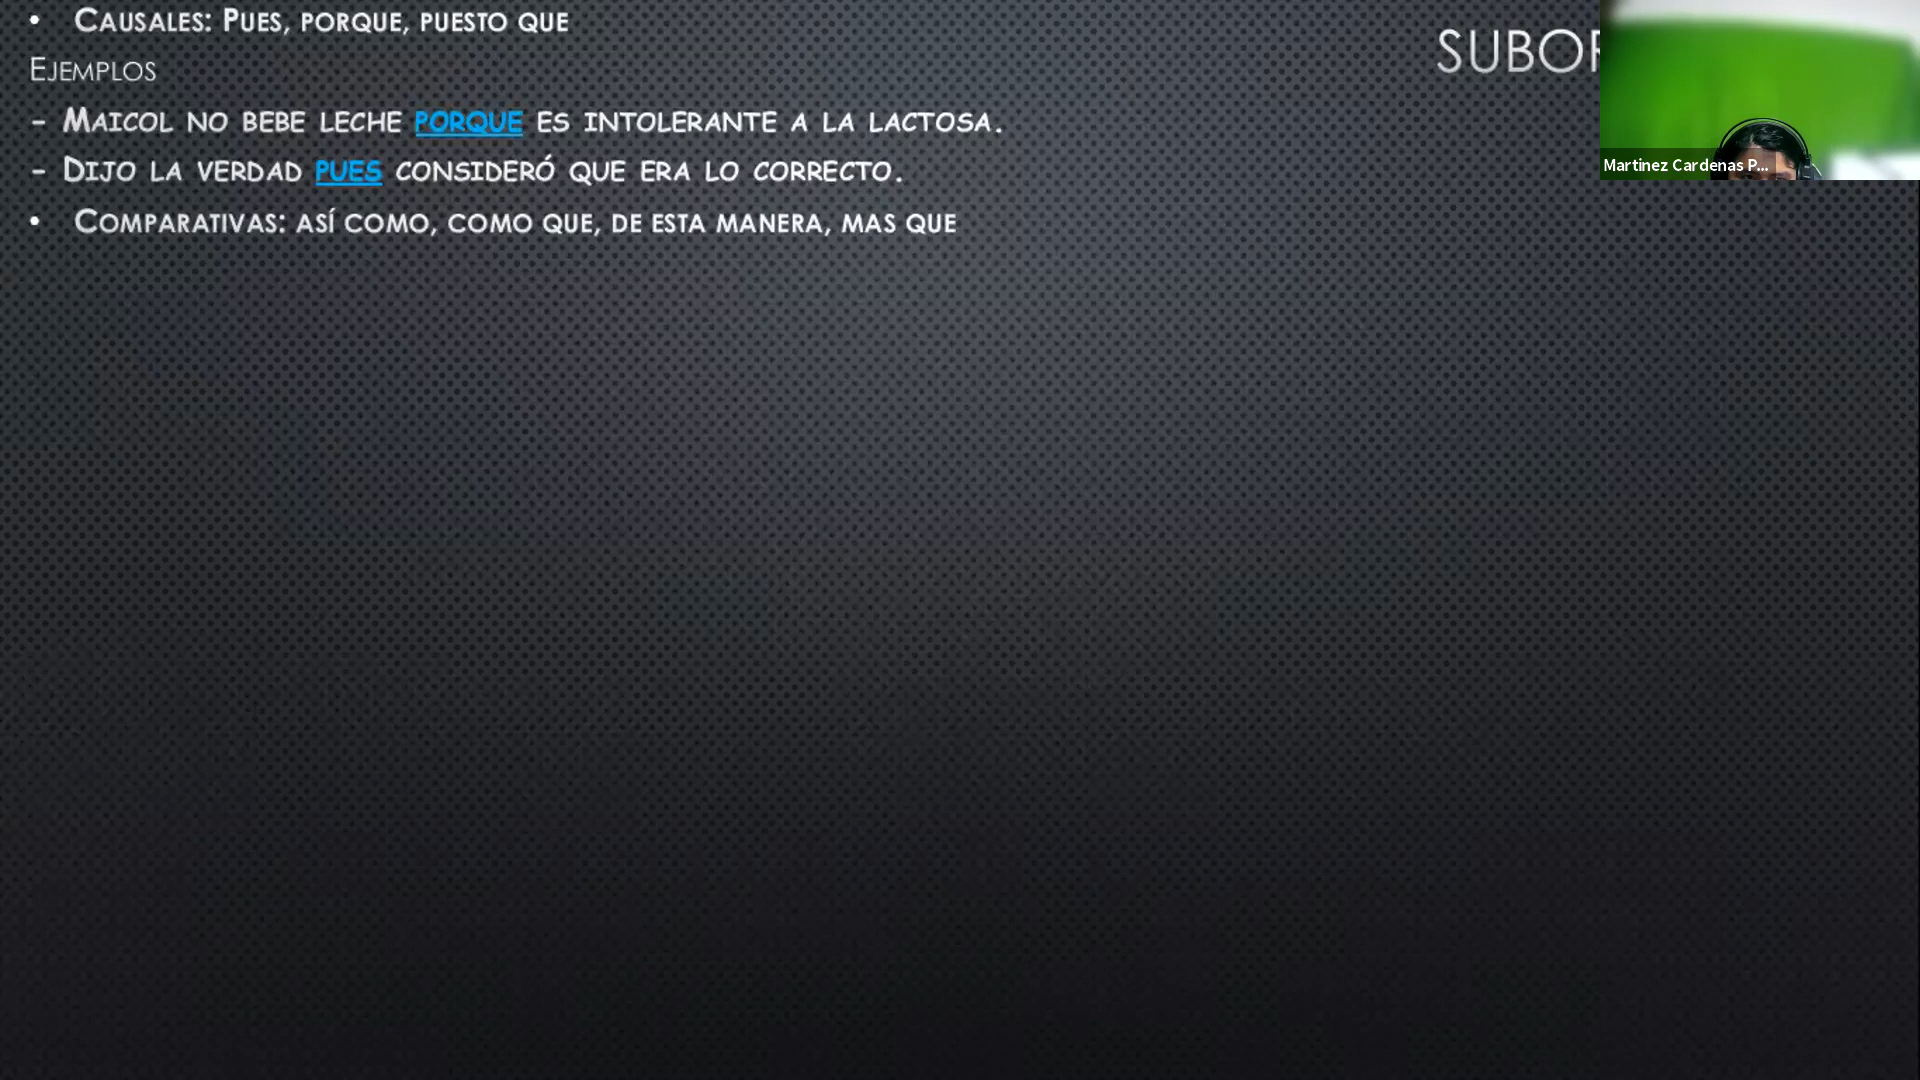 • CAUSALES: PUES, PORQUE, PUESTO QUE
EJEMPLOS
- MAICOL NO BEBE LECHE PORQUE ES INTOLERANTE A LA LACTOSA.
- DIJO LA VERDAD PUES CONSIDERÓ QUE ERA LO CORRECTO.
• COMPARATIVAS: ASÍ COMO, COMO QUE, DE ESTA MANERA, MAS QUE
SUBOR
Martinez Cardenas P...